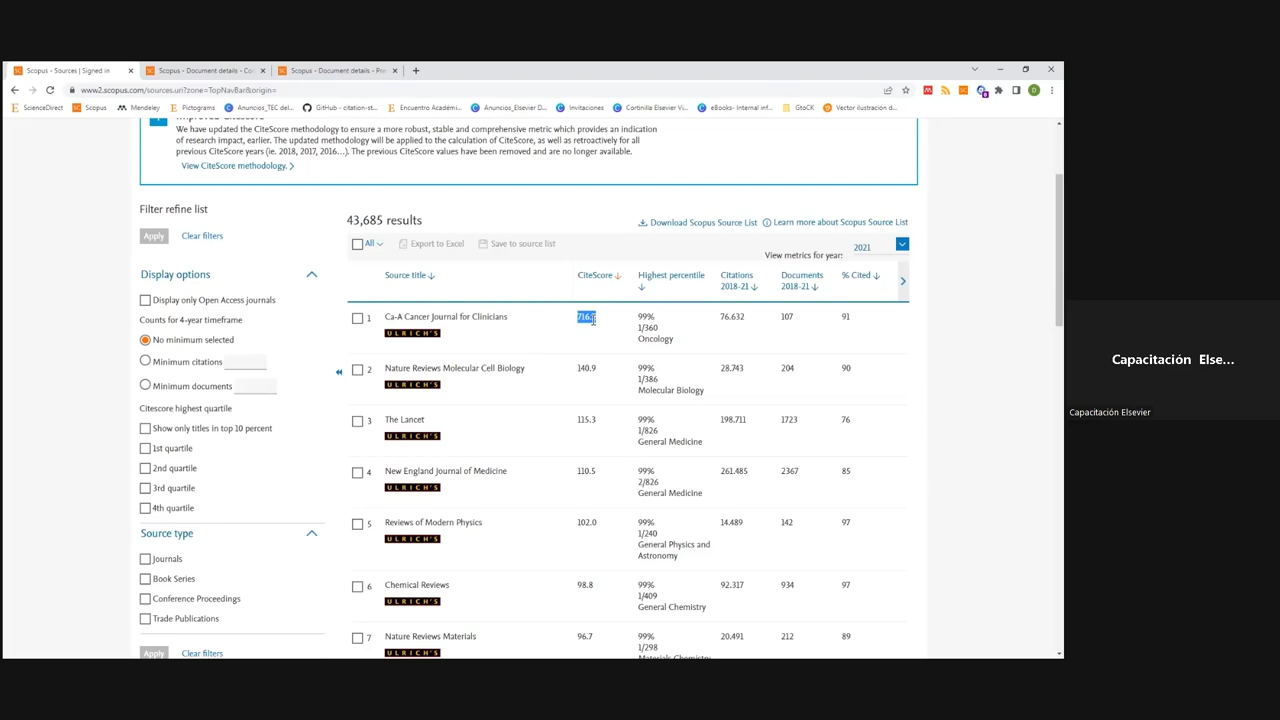 Scopus - Sources | Signed in
Scopus - Document details - Co
Scopus - Document details - Pre
www2.scopus.com/sources.uri?zone=TopNavBar&origin=
ScienceDirect Scopus Mendeley Pictograms Anuncios_TEC del... GitHub - citation-st... Encuentro Académi... Anuncios_Elsevier D... Invitaciones Cortinilla Elsevier Vi... eBooks- Internal inf... GtoCK Vector ilustración d...
We have updated the CiteScore methodology to ensure a more robust, stable and comprehensive metric which provides an indication
of research impact, earlier. The updated methodology will be applied to the calculation of CiteScore, as well as retroactively for all
previous CiteScore years (ie. 2018, 2017, 2016...). The previous CiteScore values have been removed and are no longer available.
View CiteScore methodology. >
Filter refine list
Apply Clear filters
Display options
Display only Open Access journals
Counts for 4-year timeframe
No minimum selected
Minimum citations
Minimum documents
Citescore highest quartile
Show only titles in top 10 percent
1st quartile
2nd quartile
3rd quartile
4th quartile
Source type
Journals
Book Series
Conference Proceedings
Trade Publications
Apply Clear filters
43,685 results
Download Scopus Source List Learn more about Scopus Source List
All Export to Excel Save to source list
View metrics for year: 2021
Source title CiteScore Highest percentile Citations 2018-21 Documents 2018-21 % Cited
1 Ca-A Cancer Journal for Clinicians 99% 76.632 107 91
ULRICH'S 1/360
Oncology
2 Nature Reviews Molecular Cell Biology 140.9 99% 28.743 204 90
ULRICH'S 1/386
Molecular Biology
3 The Lancet 115.3 99% 198.711 1723 76
ULRICH'S 1/826
General Medicine
4 New England Journal of Medicine 110.5 99% 261.485 2367 85
ULRICH'S 2/826
General Medicine
5 Reviews of Modern Physics 102.0 99% 14.489 142 97
ULRICH'S 1/240
General Physics and
Astronomy
6 Chemical Reviews 98.8 99% 92.317 934 97
ULRICH'S 1/409
General Chemistry
7 Nature Reviews Materials 96.7 99% 20.491 212 89
ULRICH'S 1/298
Materials Chemistry
Capacitación Else...
Capacitación Elsevier